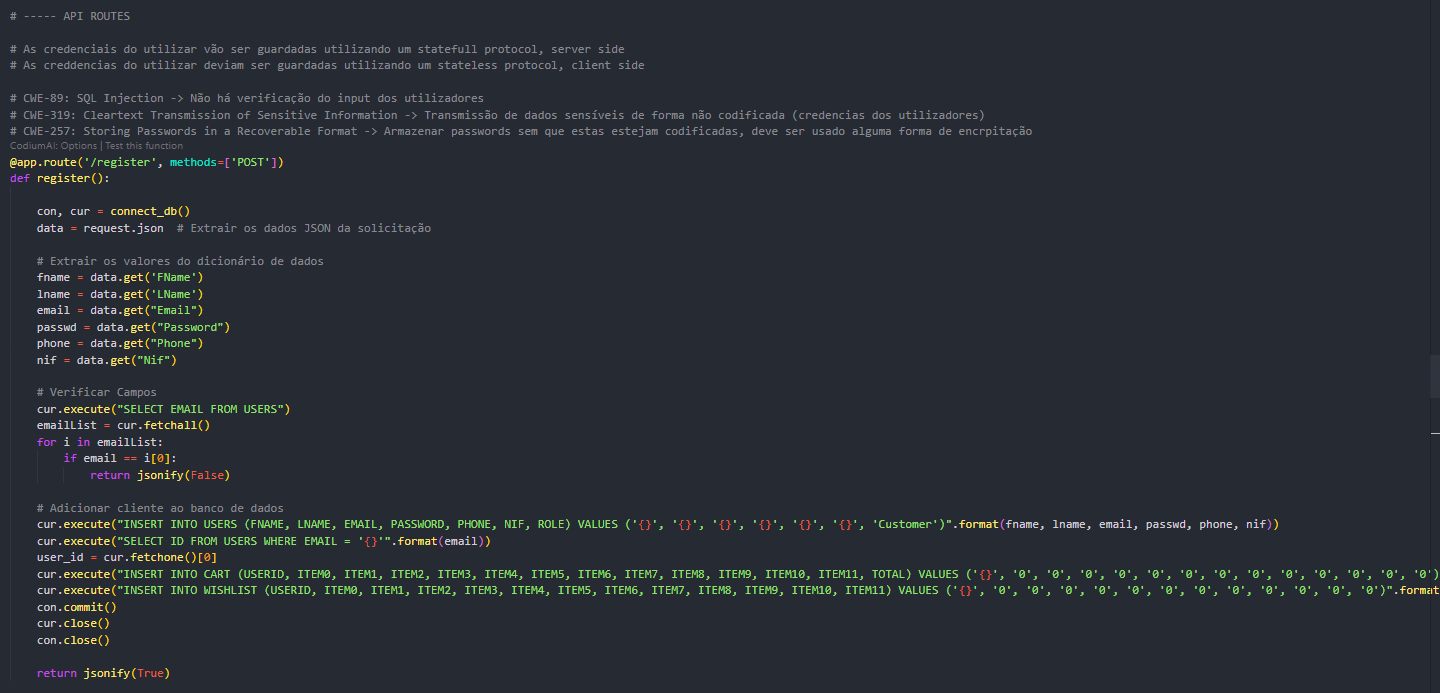 # ----- API ROUTES
# As credenciais do utilizar vão ser guardadas utilizando um statefull protocol, server side
# As creddencias do utilizar deviam ser guardadas utilizando um stateless protocol, client side
# CWE-89: SQL Injection -> Não há verificação do input dos utilizadores
# CWE-319: Cleartext Transmission of Sensitive Information -> Transmissão de dados sensíveis de forma não codificada (credencias dos utilizadores)
# CWE-257: Storing Passwords in a Recoverable Format -> Armazenar passwords sem que estas estejam codificadas, deve ser usado alguma forma de encrpitação
CodiumAI: Options | Test this function
@app.route('/register', methods=['POST'])
def register():
    con, cur = connect_db()
    data = request.json  # Extrair os dados JSON da solicitação
    # Extrair os valores do dicionário de dados
    fname = data.get('FName')
    lname = data.get('LName')
    email = data.get("Email")
    passwd = data.get("Password")
    phone = data.get("Phone")
    nif = data.get("Nif")
    # Verificar Campos
    cur.execute("SELECT EMAIL FROM USERS")
    emailList = cur.fetchall()
    for i in emailList:
        if email == i[0]:
            return jsonify(False)
    # Adicionar cliente ao banco de dados
    cur.execute("INSERT INTO USERS (FNAME, LNAME, EMAIL, PASSWORD, PHONE, NIF, ROLE) VALUES ('{}', '{}', '{}', '{}', '{}', '{}', 'Customer')".format(fname, lname, email, passwd, phone, nif))
    cur.execute("SELECT ID FROM USERS WHERE EMAIL = '{}'".format(email))
    user_id = cur.fetchone()[0]
    cur.execute("INSERT INTO CART (USERID, ITEM0, ITEM1, ITEM2, ITEM3, ITEM4, ITEM5, ITEM6, ITEM7, ITEM8, ITEM9, ITEM10, ITEM11, TOTAL) VALUES ('{}', '0', '0', '0', '0', '0', '0', '0', '0', '0', '0', '0', '0', '0')
    cur.execute("INSERT INTO WISHLIST (USERID, ITEM0, ITEM1, ITEM2, ITEM3, ITEM4, ITEM5, ITEM6, ITEM7, ITEM8, ITEM9, ITEM10, ITEM11) VALUES ('{}', '0', '0', '0', '0', '0', '0', '0', '0', '0', '0', '0', '0')".format
    con.commit()
    cur.close()
    con.close()
    return jsonify(True)